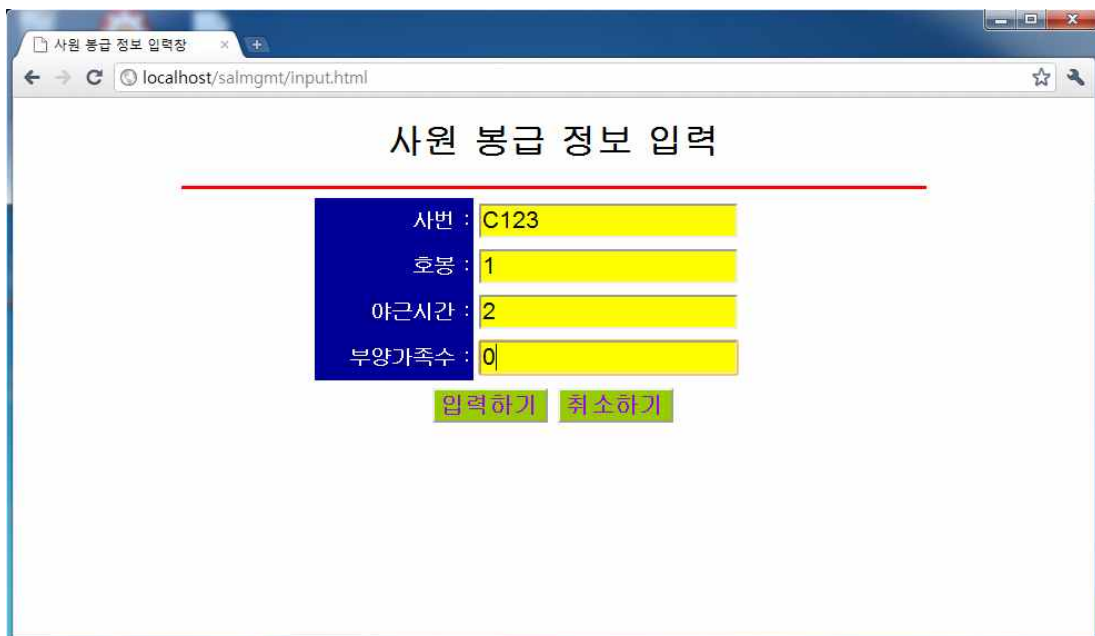 사원 봉급 정보 입력창
localhost/salmgmt/input.html
사원 봉급 정보 입력
사번 : C123
호봉 : 1
야근시간 : 2
부양가족수 : 0
입력하기 취소하기